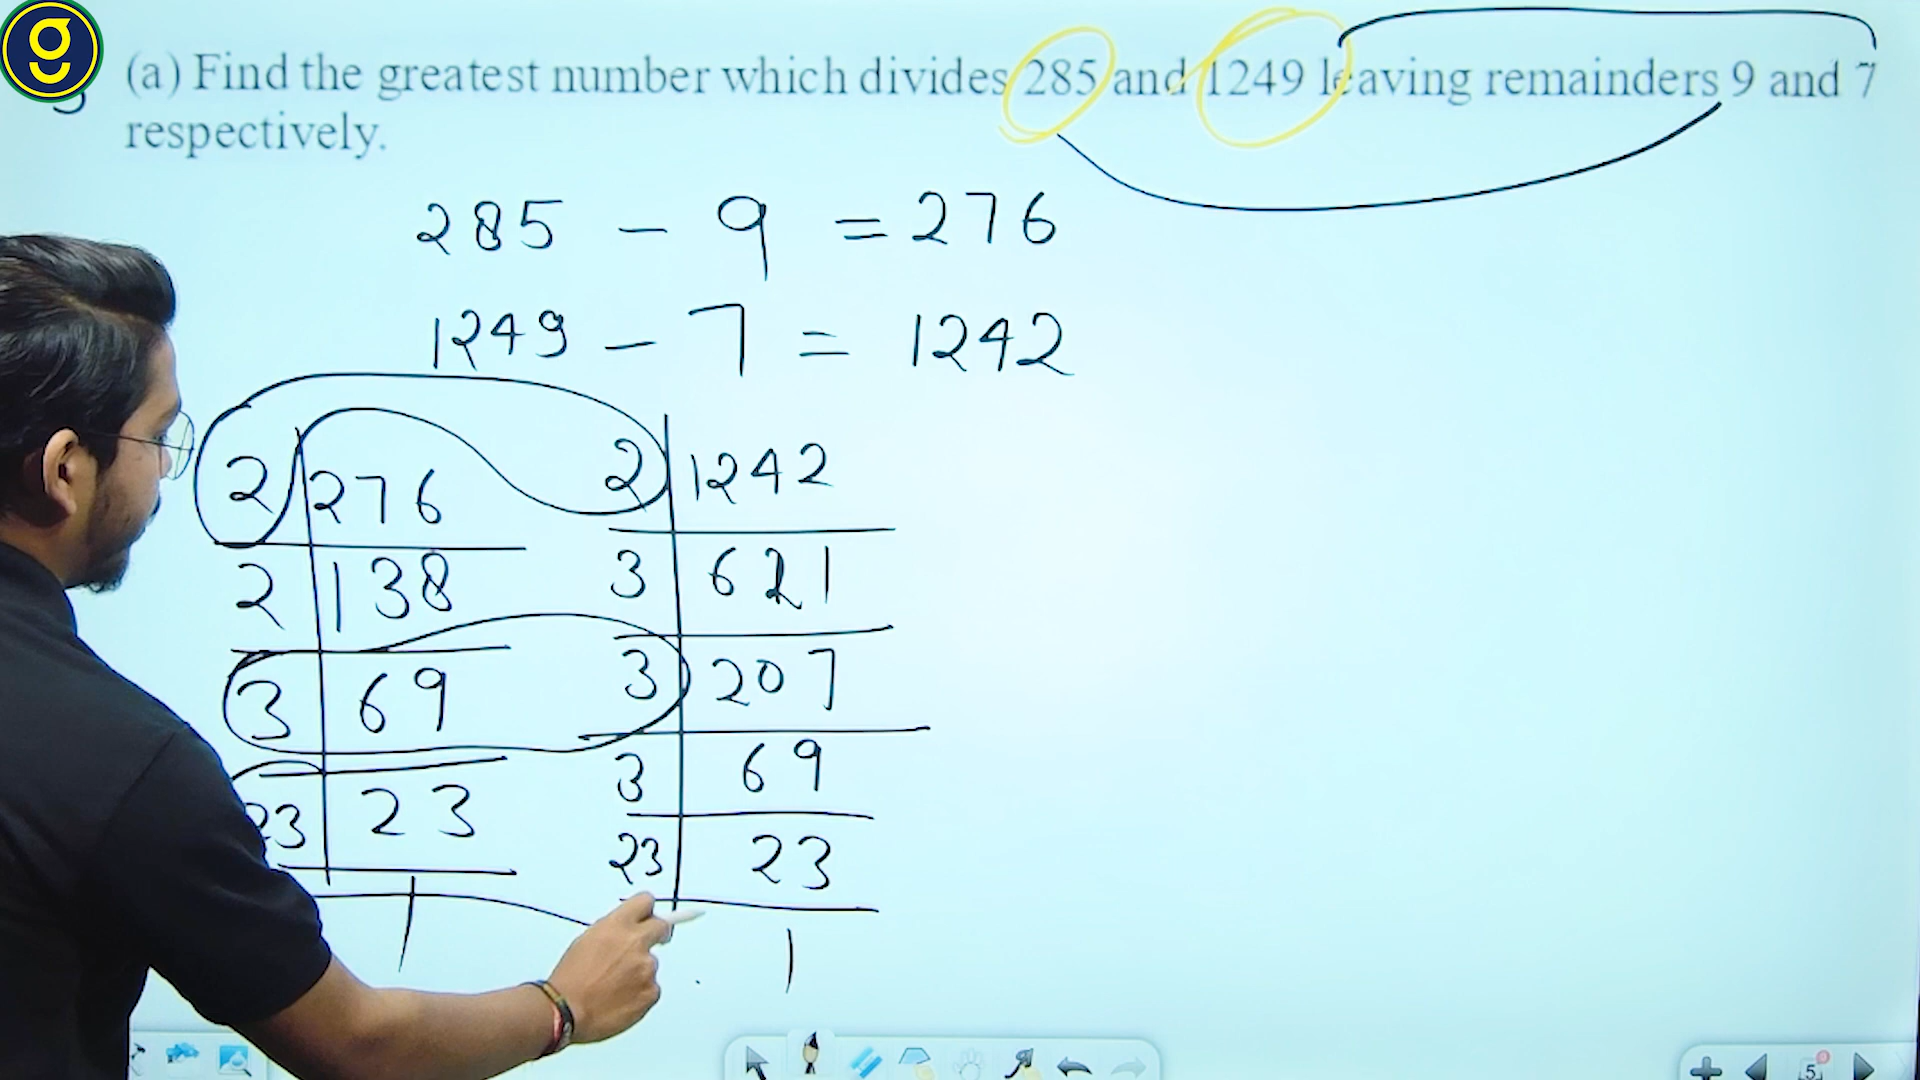 g
(a) Find the greatest number which divides 285 and 1249 leaving remainders 9 and 7
respectively.
285 - 9 = 276
1249 - 7 = 1242
2 276
2 138
3 69
23 23
1
2 1242
3 621
3 207
3 69
23 23
1
5